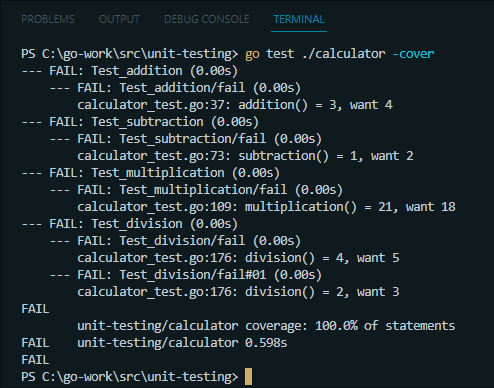 PROBLEMS OUTPUT DEBUG CONSOLE TERMINAL
PS C:\go-work\src\unit-testing> go test ./calculator -cover
--- FAIL: Test_addition (0.00s)
    --- FAIL: Test_addition/fail (0.00s)
        calculator_test.go:37: addition() = 3, want 4
--- FAIL: Test_subtraction (0.00s)
    --- FAIL: Test_subtraction/fail (0.00s)
        calculator_test.go:73: subtraction() = 1, want 2
--- FAIL: Test_multiplication (0.00s)
    --- FAIL: Test_multiplication/fail (0.00s)
        calculator_test.go:109: multiplication() = 21, want 18
--- FAIL: Test_division (0.00s)
    --- FAIL: Test_division/fail (0.00s)
        calculator_test.go:176: division() = 4, want 5
    --- FAIL: Test_division/fail#01 (0.00s)
        calculator_test.go:176: division() = 2, want 3
FAIL
        unit-testing/calculator coverage: 100.0% of statements
FAIL    unit-testing/calculator 0.598s
FAIL
PS C:\go-work\src\unit-testing>